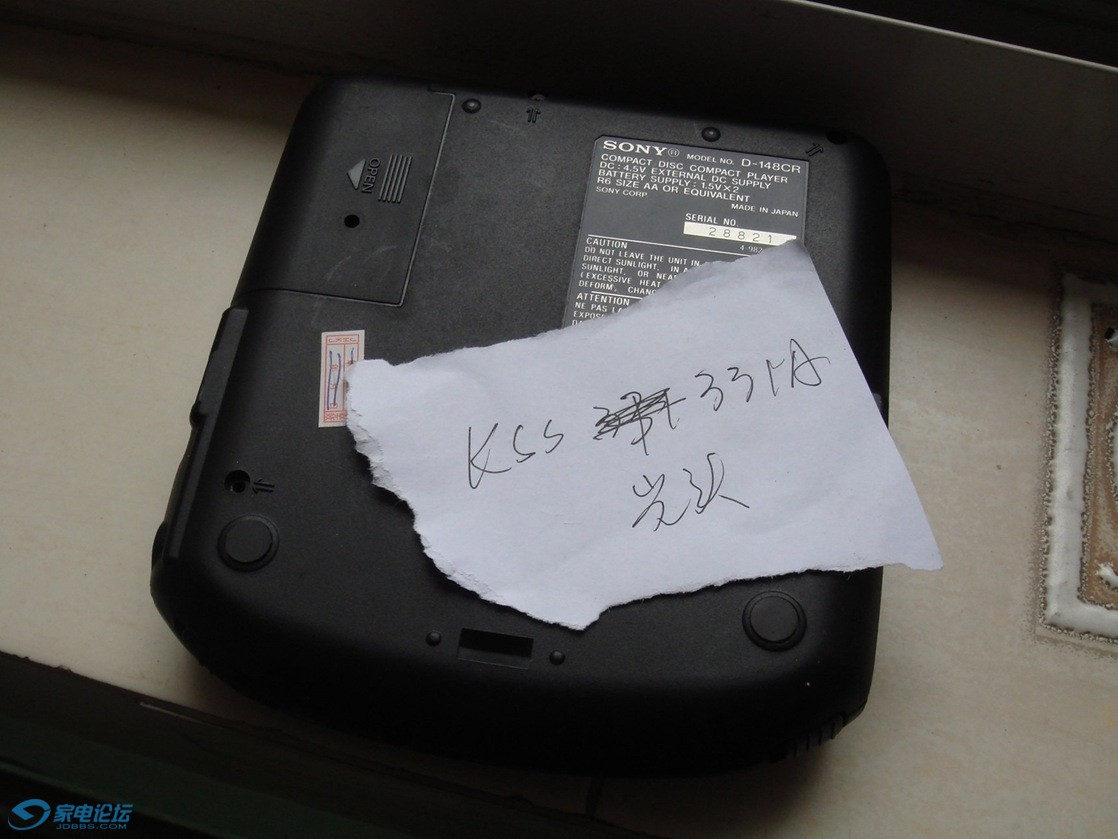 OPEN
SONY Ⓗ MODEL NO. D-148CR
COMPACT DISC COMPACT PLAYER
DC : 4.5V EXTERNAL DC SUPPLY
BATTERY SUPPLY : 1.5V×2
R6 SIZE AA OR EQUIVALENT
SONY CORP
MADE IN JAPAN
SERIAL NO
28821
CAUTION
DO NOT LEAVE THE UNIT IN
DIRECT SUNLIGHT, IN
SUNLIGHT, OR NEAR
(EXCESSIVE HEAT
DEFORM, CHANG
ATTENTION
NE PAS
EXPOS
KSS 331A
光头
家电论坛
JDBBS.COM